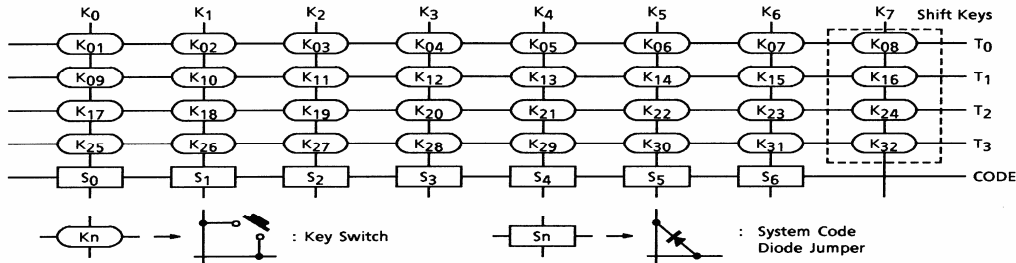 K0 K1 K2 K3 K4 K5 K6 K7 Shift Keys
K01 K02 K03 K04 K05 K06 K07 K08 T0
K09 K10 K11 K12 K13 K14 K15 K16 T1
K17 K18 K19 K20 K21 K22 K23 K24 T2
K25 K26 K27 K28 K29 K30 K31 K32 T3
S0 S1 S2 S3 S4 S5 S6 CODE
Kn : Key Switch Sn : System Code
Diode Jumper